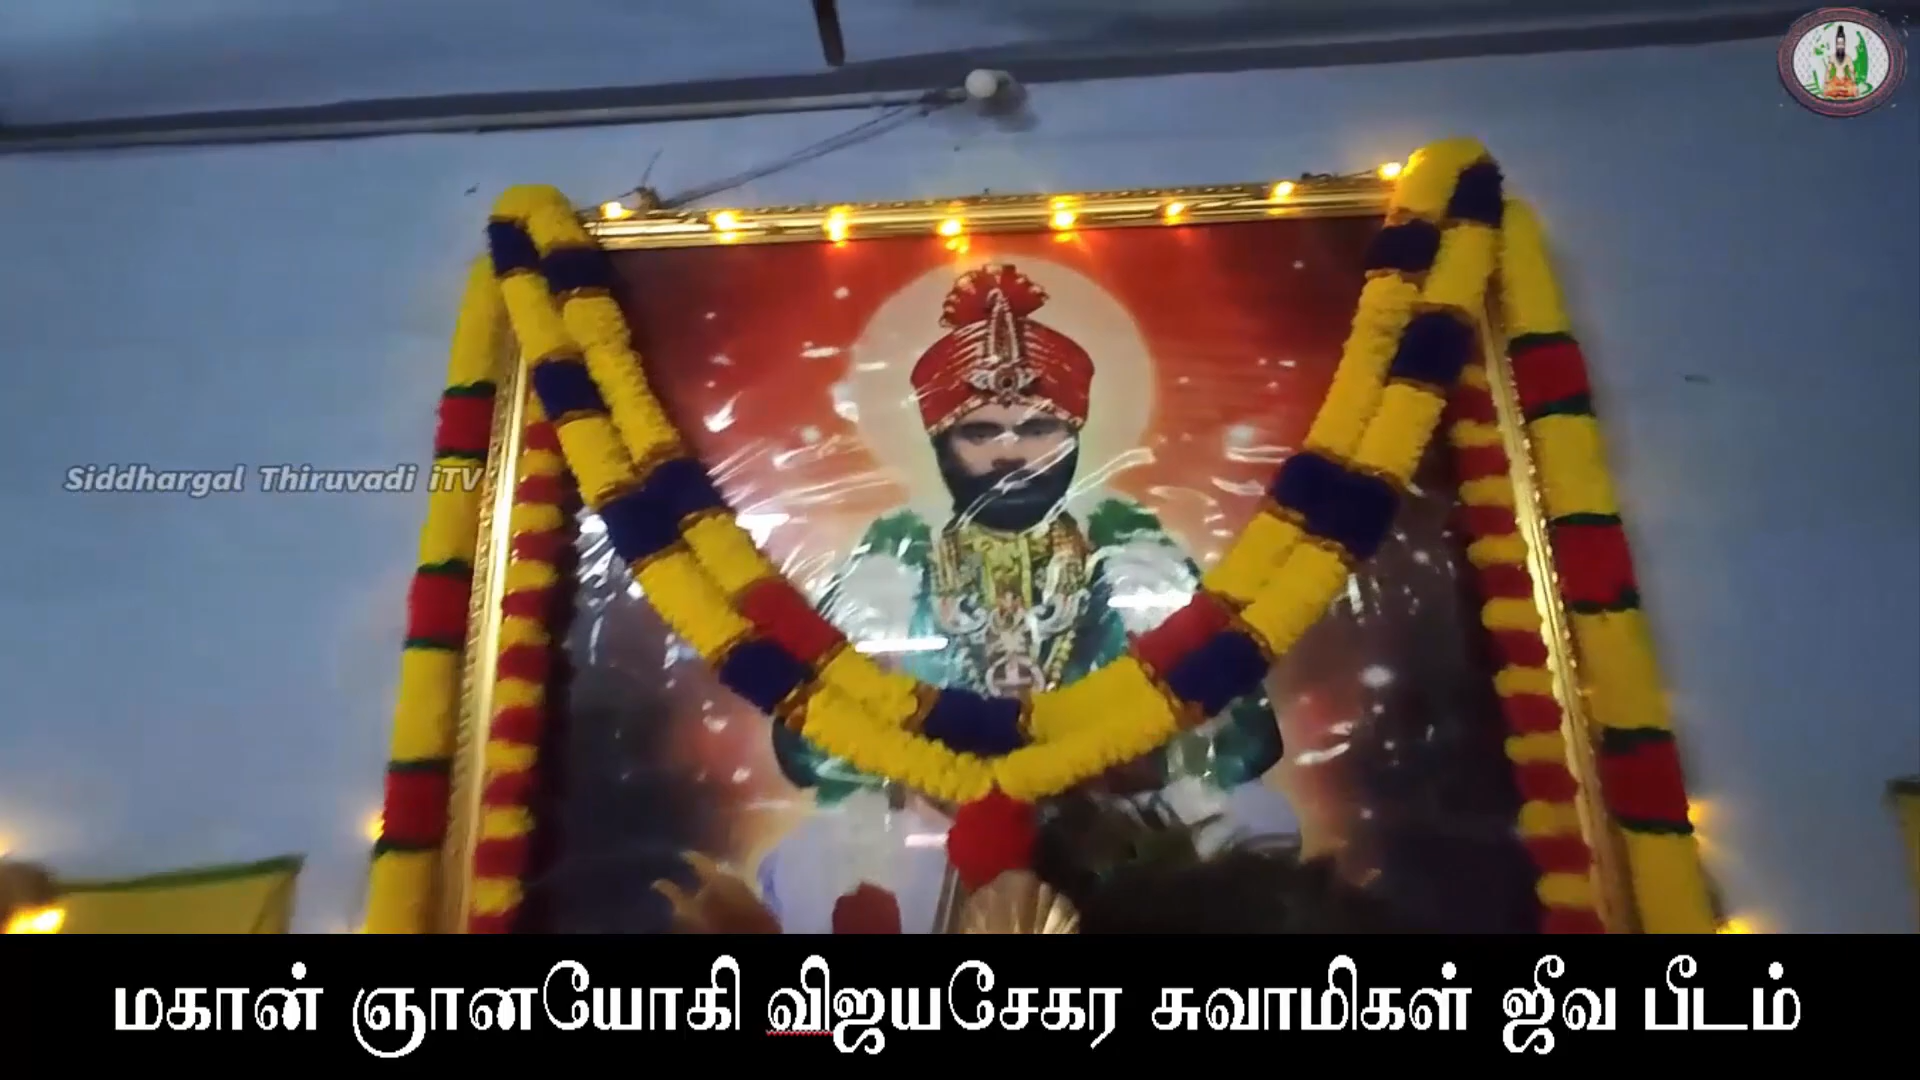 Siddhargal Thiruvadi iTV
மகான் ஞானயோகி விஜயசேகர சுவாமிகள் ஜீவ பீடம்